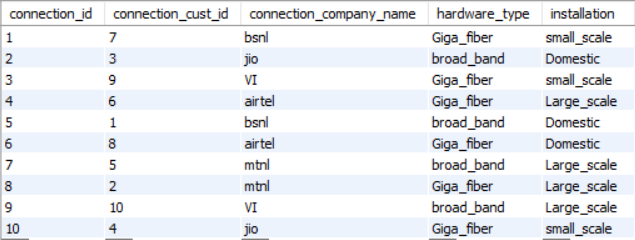 connection_id connection_cust_id connection_company_name hardware_type installation
1 7 bsnl Giga_fiber small_scale
2 3 jio broad_band Domestic
3 9 VI Giga_fiber small_scale
4 6 airtel Giga_fiber Large_scale
5 1 bsnl broad_band Domestic
6 8 airtel Giga_fiber Domestic
7 5 mtnl broad_band Large_scale
8 2 mtnl Giga_fiber Large_scale
9 10 VI broad_band Large_scale
10 4 jio Giga_fiber small_scale